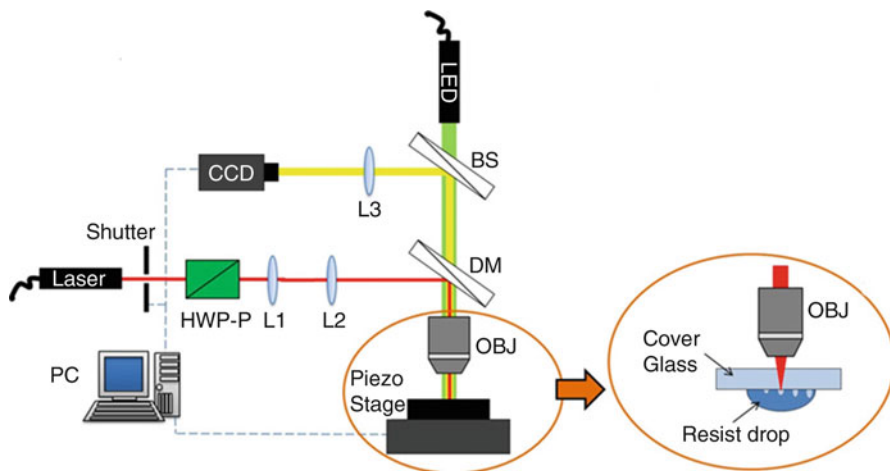 LED
BS
CCD
L3
Shutter
DM
Laser
HWP-P
L1
L2
OBJ
PC
Piezo
Stage
OBJ
Cover
Glass
Resist drop